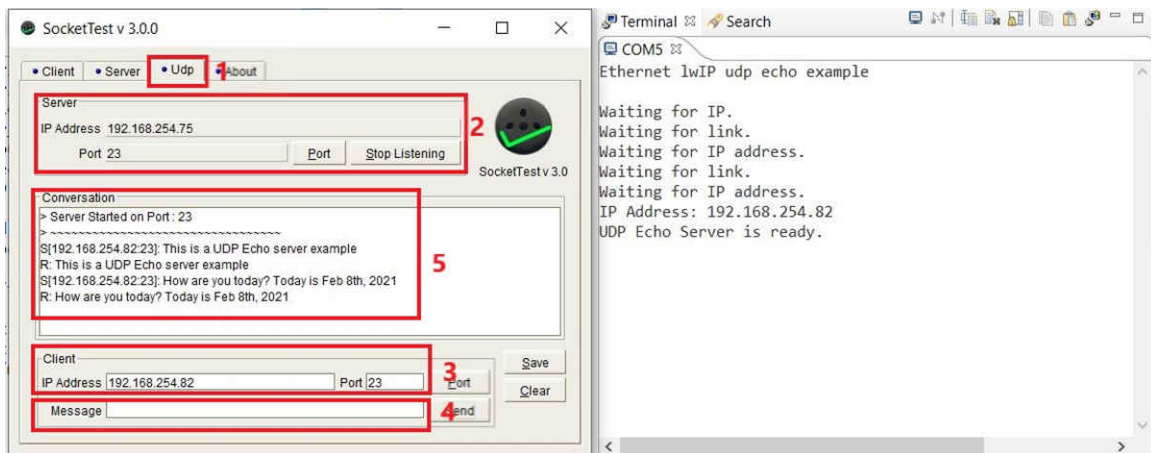 SocketTest v 3.0.0
Client
Server
Udp
1
About
Server
IP Address 192.168.254.75
Port 23
Port
Stop Listening
2
SocketTest v 3.0
Conversation
> Server Started on Port : 23
> ~~~~~~~~~~~~~~~~~~~~~~~~~~~~~~~~~
S[192.168.254.82:23]: This is a UDP Echo server example
R: This is a UDP Echo server example
S[192.168.254.82:23]: How are you today? Today is Feb 8th, 2021
R: How are you today? Today is Feb 8th, 2021
5
Client
IP Address 192.168.254.82
Port 23
3
Port
Message
4
Send
Save
Clear
Terminal
Search
COM5
Ethernet lwIP udp echo example
Waiting for IP.
Waiting for link.
Waiting for IP address.
Waiting for link.
Waiting for IP address.
IP Address: 192.168.254.82
UDP Echo Server is ready.